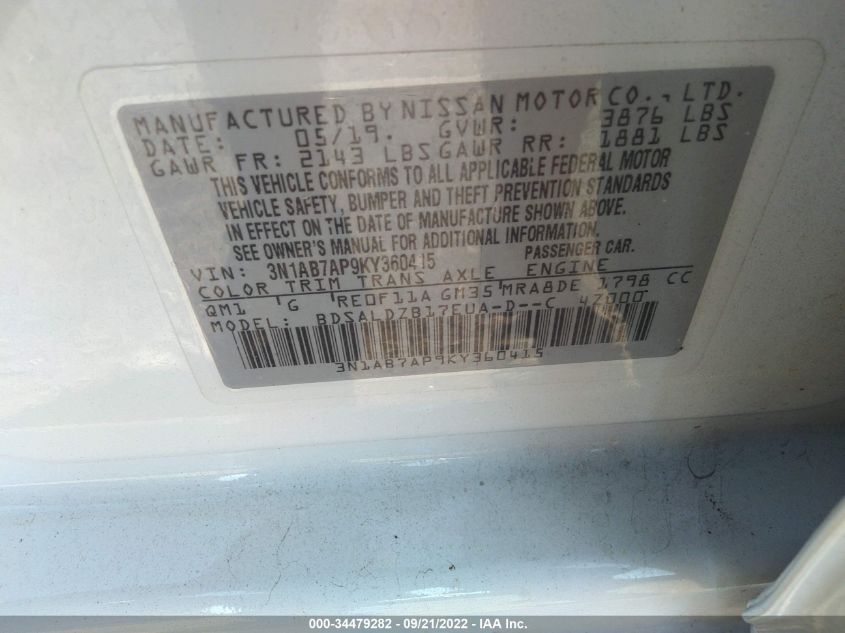 MANUFACTURED BY NISSAN MOTOR CO., LTD.
DATE: 05/19. GVWR: 3876 LBS
GAWR FR: 2143 LBS GAWR RR: 1881 LBS
THIS VEHICLE CONFORMS TO ALL APPLICABLE FEDERAL MOTOR
VEHICLE SAFETY, BUMPER AND THEFT PREVENTION STANDARDS
IN EFFECT ON THE DATE OF MANUFACTURE SHOWN ABOVE.
SEE OWNER'S MANUAL FOR ADDITIONAL INFORMATION.
VIN: 3N1AB7AP9KY360415 PASSENGER CAR.
COLOR TRIM TRANS AXLE ENGINE
QM1 G RE0F11A GM35 MRA8DE 1798 CC
MODEL: BDSALDZB17EUA-D--C 47000
3N1AB7AP9KY360415
000-34479282 - 09/21/2022 - IAA Inc.